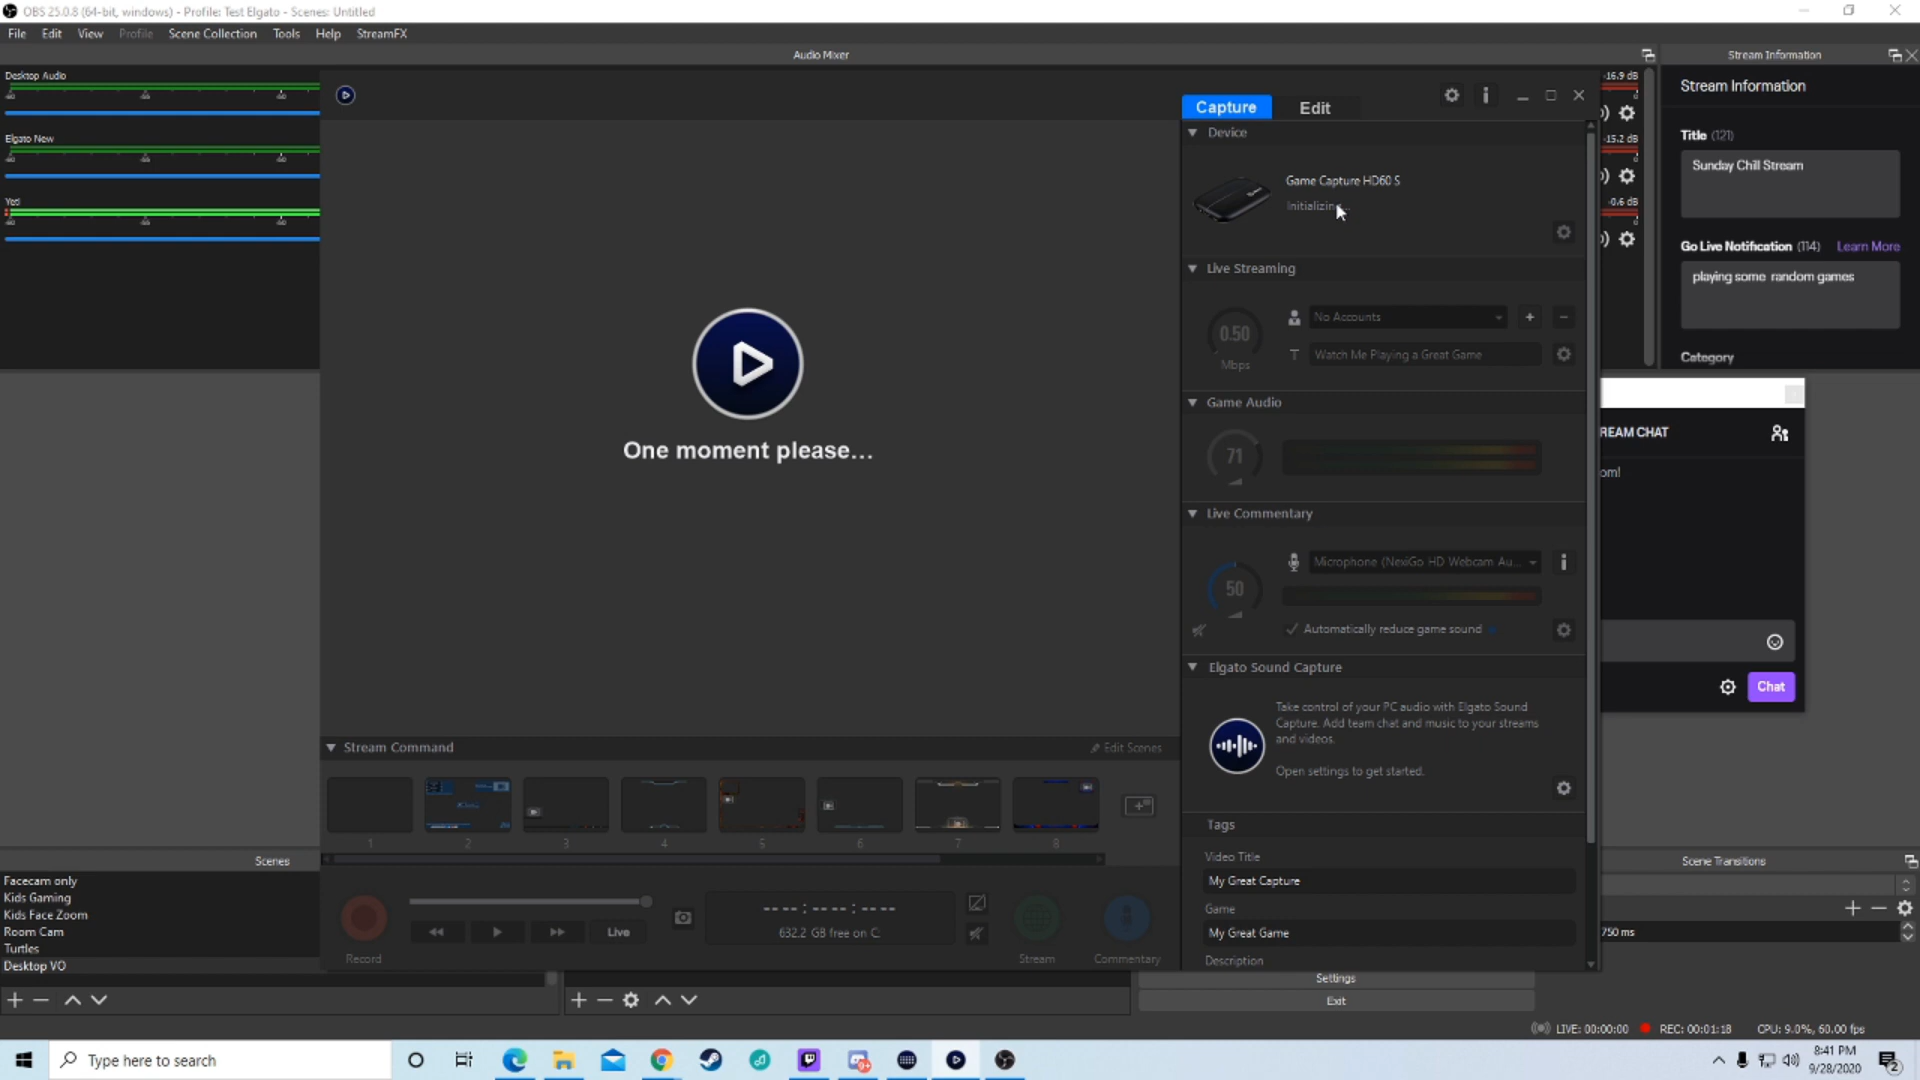 OBS 25.0.8 (64-bit, windows) - Profile: Test Elgato - Scenes: Untitled
File Edit View Profile Scene Collection Tools Help StreamFX
Audio Mixer
Stream Information
Desktop Audio
-16.9 dB
Elgato New
-15.2 dB
Yeti
-0.6 dB
Capture Edit
Device
Game Capture HD60 S
Initializing...
Live Streaming
0.50
Mbps
No Accounts
Watch Me Playing a Great Game
Game Audio
71
Live Commentary
50
Microphone (NexiGo HD Webcam Au...
Automatically reduce game sound
Elgato Sound Capture
Take control of your PC audio with Elgato Sound
Capture. Add team chat and music to your streams
and videos.
Open settings to get started.
Tags
Video Title
My Great Capture
Game
My Great Game
Description
One moment please...
Stream Command
Edit Scenes
1 2 3 4 5 6 7 8
Live
--:--:--
632.2 GB free on C.
Record
Stream
Commentary
Stream Information
Title (121)
Sunday Chill Stream
Go Live Notification (114) Learn More
playing some random games
Category
REAM CHAT
om!
Chat
Scenes
Facecam only
Kids Gaming
Kids Face Zoom
Room Cam
Turtles
Desktop VO
Scene Transitions
750 ms
Settings
Exit
LIVE: 00:00:00 REC: 00:01:18 CPU: 9.0%, 60.00 fps
Type here to search
8:41 PM
9/28/2020
2